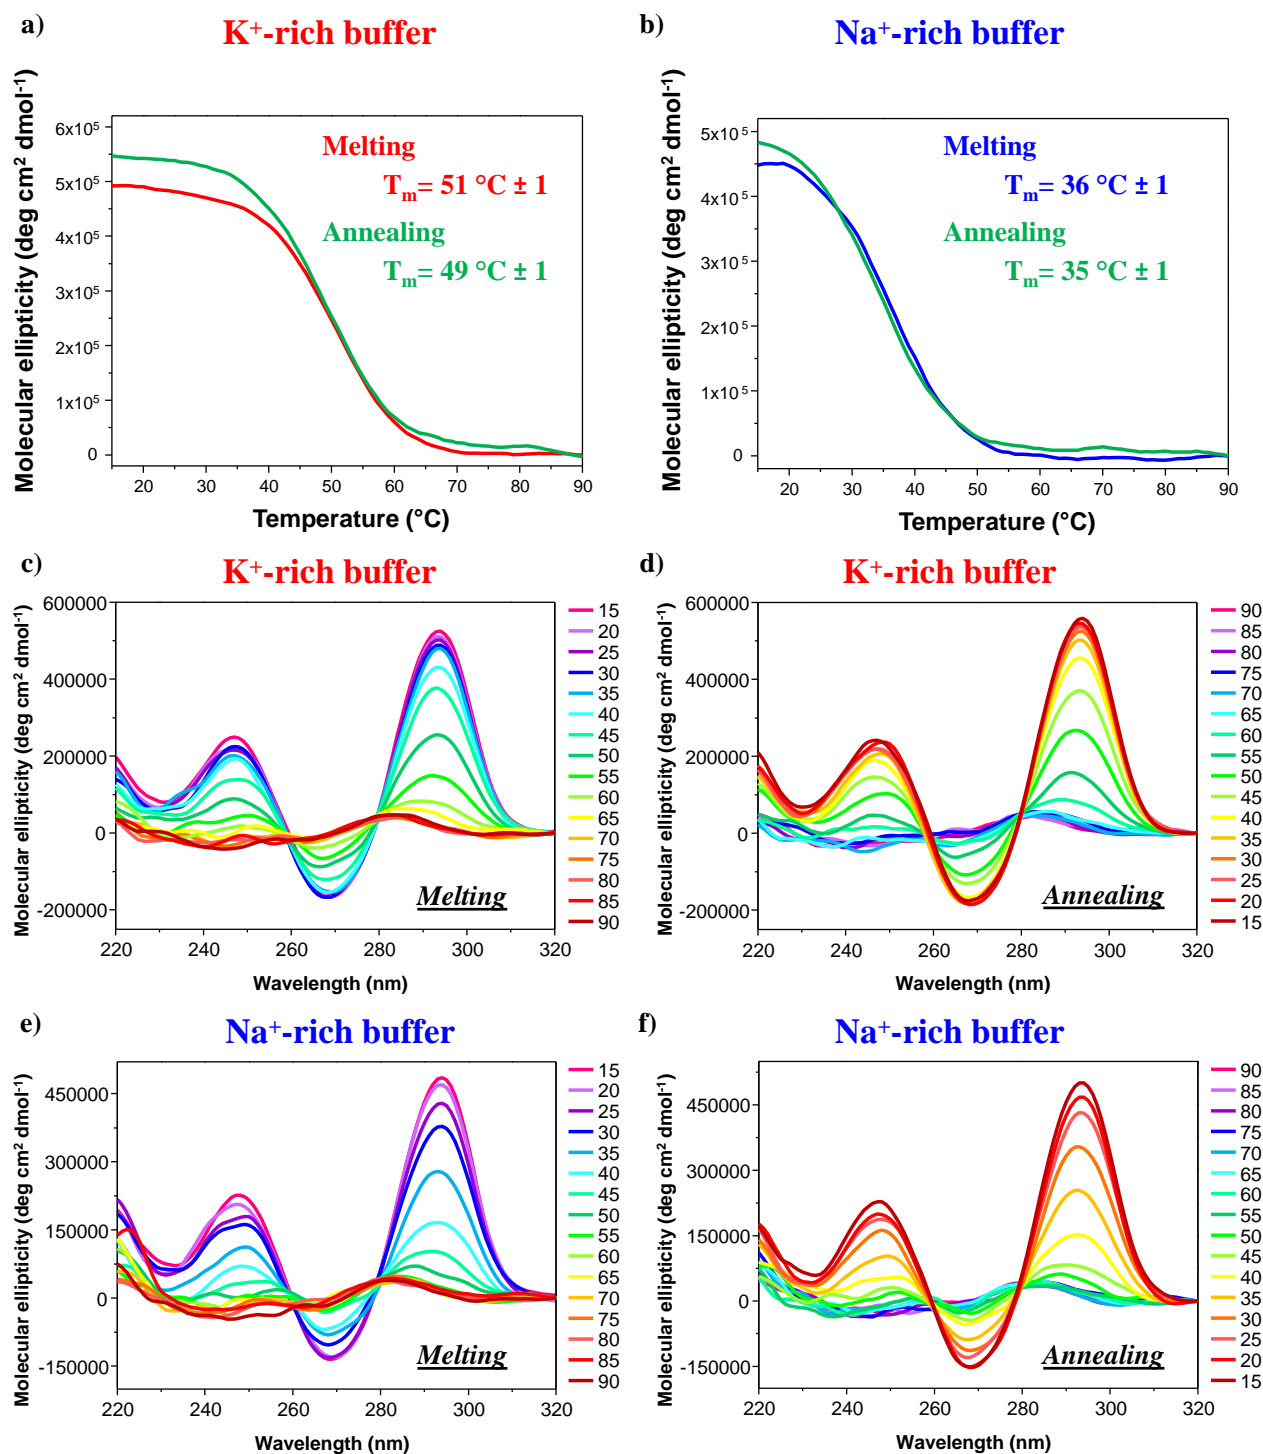 a)
K⁺-rich buffer
Molecular ellipticity (deg cm² dmol⁻¹)
6x10⁵
5x10⁵
4x10⁵
3x10⁵
2x10⁵
1x10⁵
0
Melting
Tₘ= 51 °C ± 1
Annealing
Tₘ= 49 °C ± 1
20 30 40 50 60 70 80 90
Temperature (°C)
b)
Na⁺-rich buffer
Molecular ellipticity (deg cm² dmol⁻¹)
5x10⁵
4x10⁵
3x10⁵
2x10⁵
1x10⁵
0
Melting
Tₘ= 36 °C ± 1
Annealing
Tₘ= 35 °C ± 1
20 30 40 50 60 70 80 90
Temperature (°C)
c)
K⁺-rich buffer
Molecular ellipticity (deg cm² dmol⁻¹)
600000
400000
200000
0
-200000
Melting
220 240 260 280 300 320
Wavelength (nm)
15
20
25
30
35
40
45
50
55
60
65
70
75
80
85
90
d)
K⁺-rich buffer
Molecular ellipticity (deg cm² dmol⁻¹)
600000
400000
200000
0
-200000
Annealing
220 240 260 280 300 320
Wavelength (nm)
90
85
80
75
70
65
60
55
50
45
40
35
30
25
20
15
e)
Na⁺-rich buffer
Molecular ellipticity (deg cm² dmol⁻¹)
450000
300000
150000
0
-150000
Melting
220 240 260 280 300 320
Wavelength (nm)
15
20
25
30
35
40
45
50
55
60
65
70
75
80
85
90
f)
Na⁺-rich buffer
Molecular ellipticity (deg cm² dmol⁻¹)
450000
300000
150000
0
-150000
Annealing
220 240 260 280 300 320
Wavelength (nm)
90
85
80
75
70
65
60
55
50
45
40
35
30
25
20
15